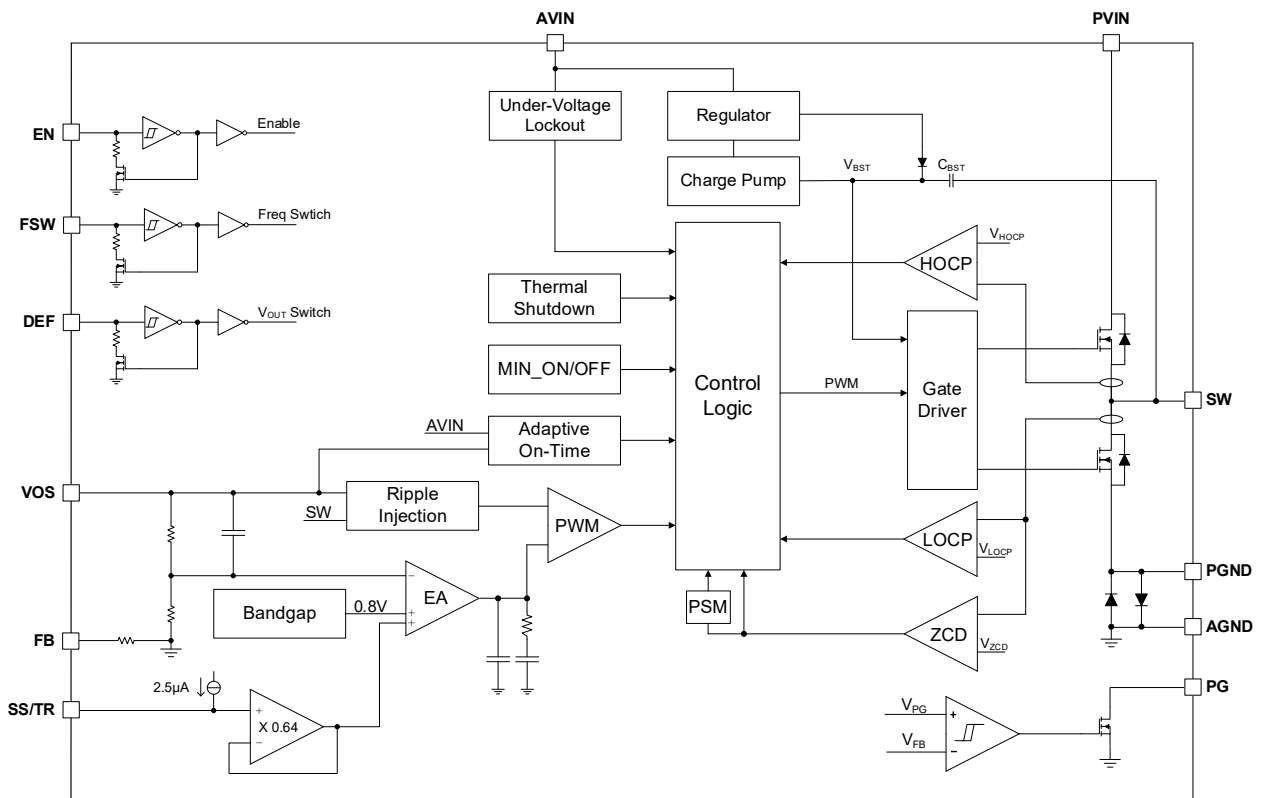 AVIN
PVIN
Under-Voltage
Lockout
Regulator
EN
Enable
Charge Pump
VBST
CBST
FSW
Freq Swtich
VHOCP
HOCP
Thermal
Shutdown
DEF
VOUT Switch
MIN_ON/OFF
Control
Logic
PWM
Gate
Driver
SW
AVIN
Adaptive
On-Time
VOS
Ripple
Injection
SW
PWM
LOCP
VLOCP
PGND
EA
−
+
+
PSM
Bandgap
0.8V
ZCD
VZCD
AGND
FB
2.5µA
SS/TR
+
−
X 0.64
PG
VPG
+
VFB
−